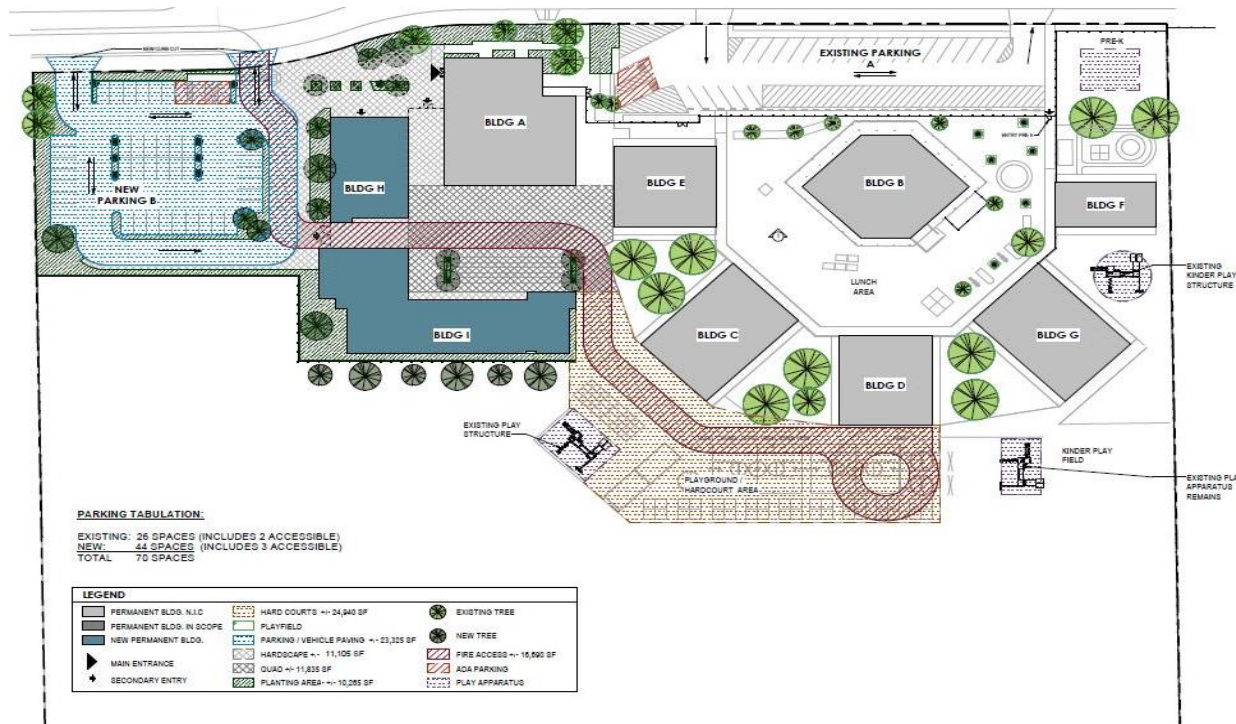 NEW CURB CUT
EXISTING PARKING
A
PRE-K
BLDG A
ENTRY PRE-K
BLDG H
BLDG E
BLDG B
NEW
PARKING B
BLDG F
LUNCH
AREA
EXISTING
KINDER PLAY
STRUCTURE
BLDG I
BLDG C
BLDG D
BLDG G
EXISTING PLAY
STRUCTURE
KINDER PLAY
FIELD
PLAYGROUND /
HARDCOURT AREA
EXISTING PLA
APPARATUS
REMAINS
PARKING TABULATION:
EXISTING: 26 SPACES (INCLUDES 2 ACCESSIBLE)
NEW: 44 SPACES (INCLUDES 3 ACCESSIBLE)
TOTAL 70 SPACES
LEGEND
PERMANENT BLDG. N.I.C
PERMANENT BLDG. IN SCOPE
NEW PERMANENT BLDG.
MAIN ENTRANCE
SECONDARY ENTRY
HARD COURTS +/- 24,940 SF
PLAYFIELD
PARKING / VEHICLE PAVING +/- 23,325 SF
HARDSCAPE +/- 11,105 SF
QUAD +/- 11,835 SF
PLANTING AREA- +/- 10,265 SF
EXISTING TREE
NEW TREE
FIRE ACCESS +/- 16,690 SF
ADA PARKING
PLAY APPARATUS